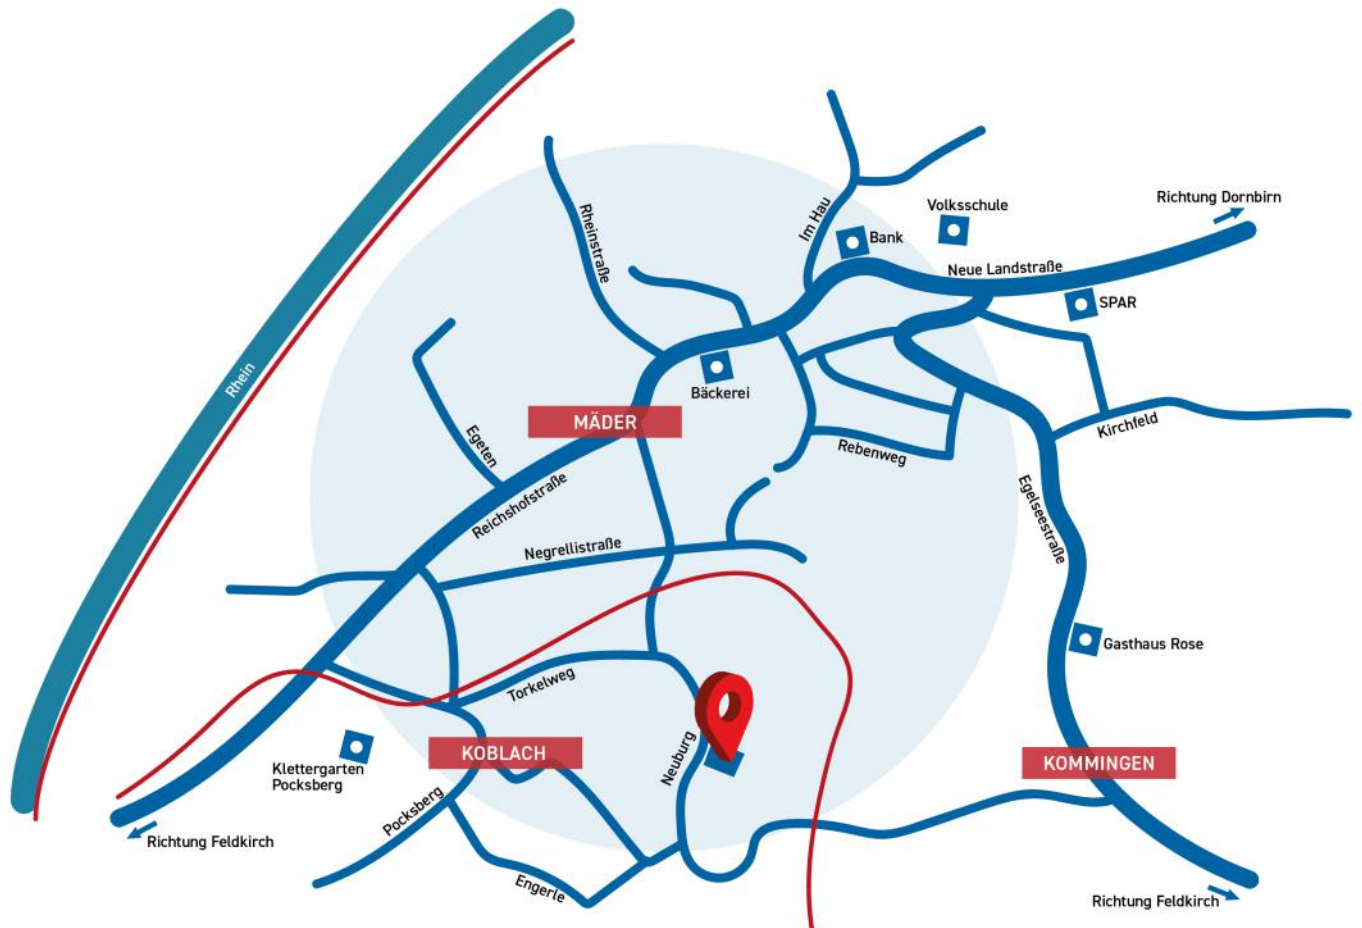 Richtung Dornbirn
Volksschule
Im Hau
Bank
Rheinstraße
Neue Landstraße
SPAR
Rhein
Bäckerei
MÄDER
Kirchfeld
Egeten
Rebenweg
Reichshofstraße
Egelseestraße
Negrellistraße
Gasthaus Rose
Torkelweg
KOBLACH
Neuburg
KOMMINGEN
Klettergarten
Pocksberg
Pocksberg
Richtung Feldkirch
Engerle
Richtung Feldkirch